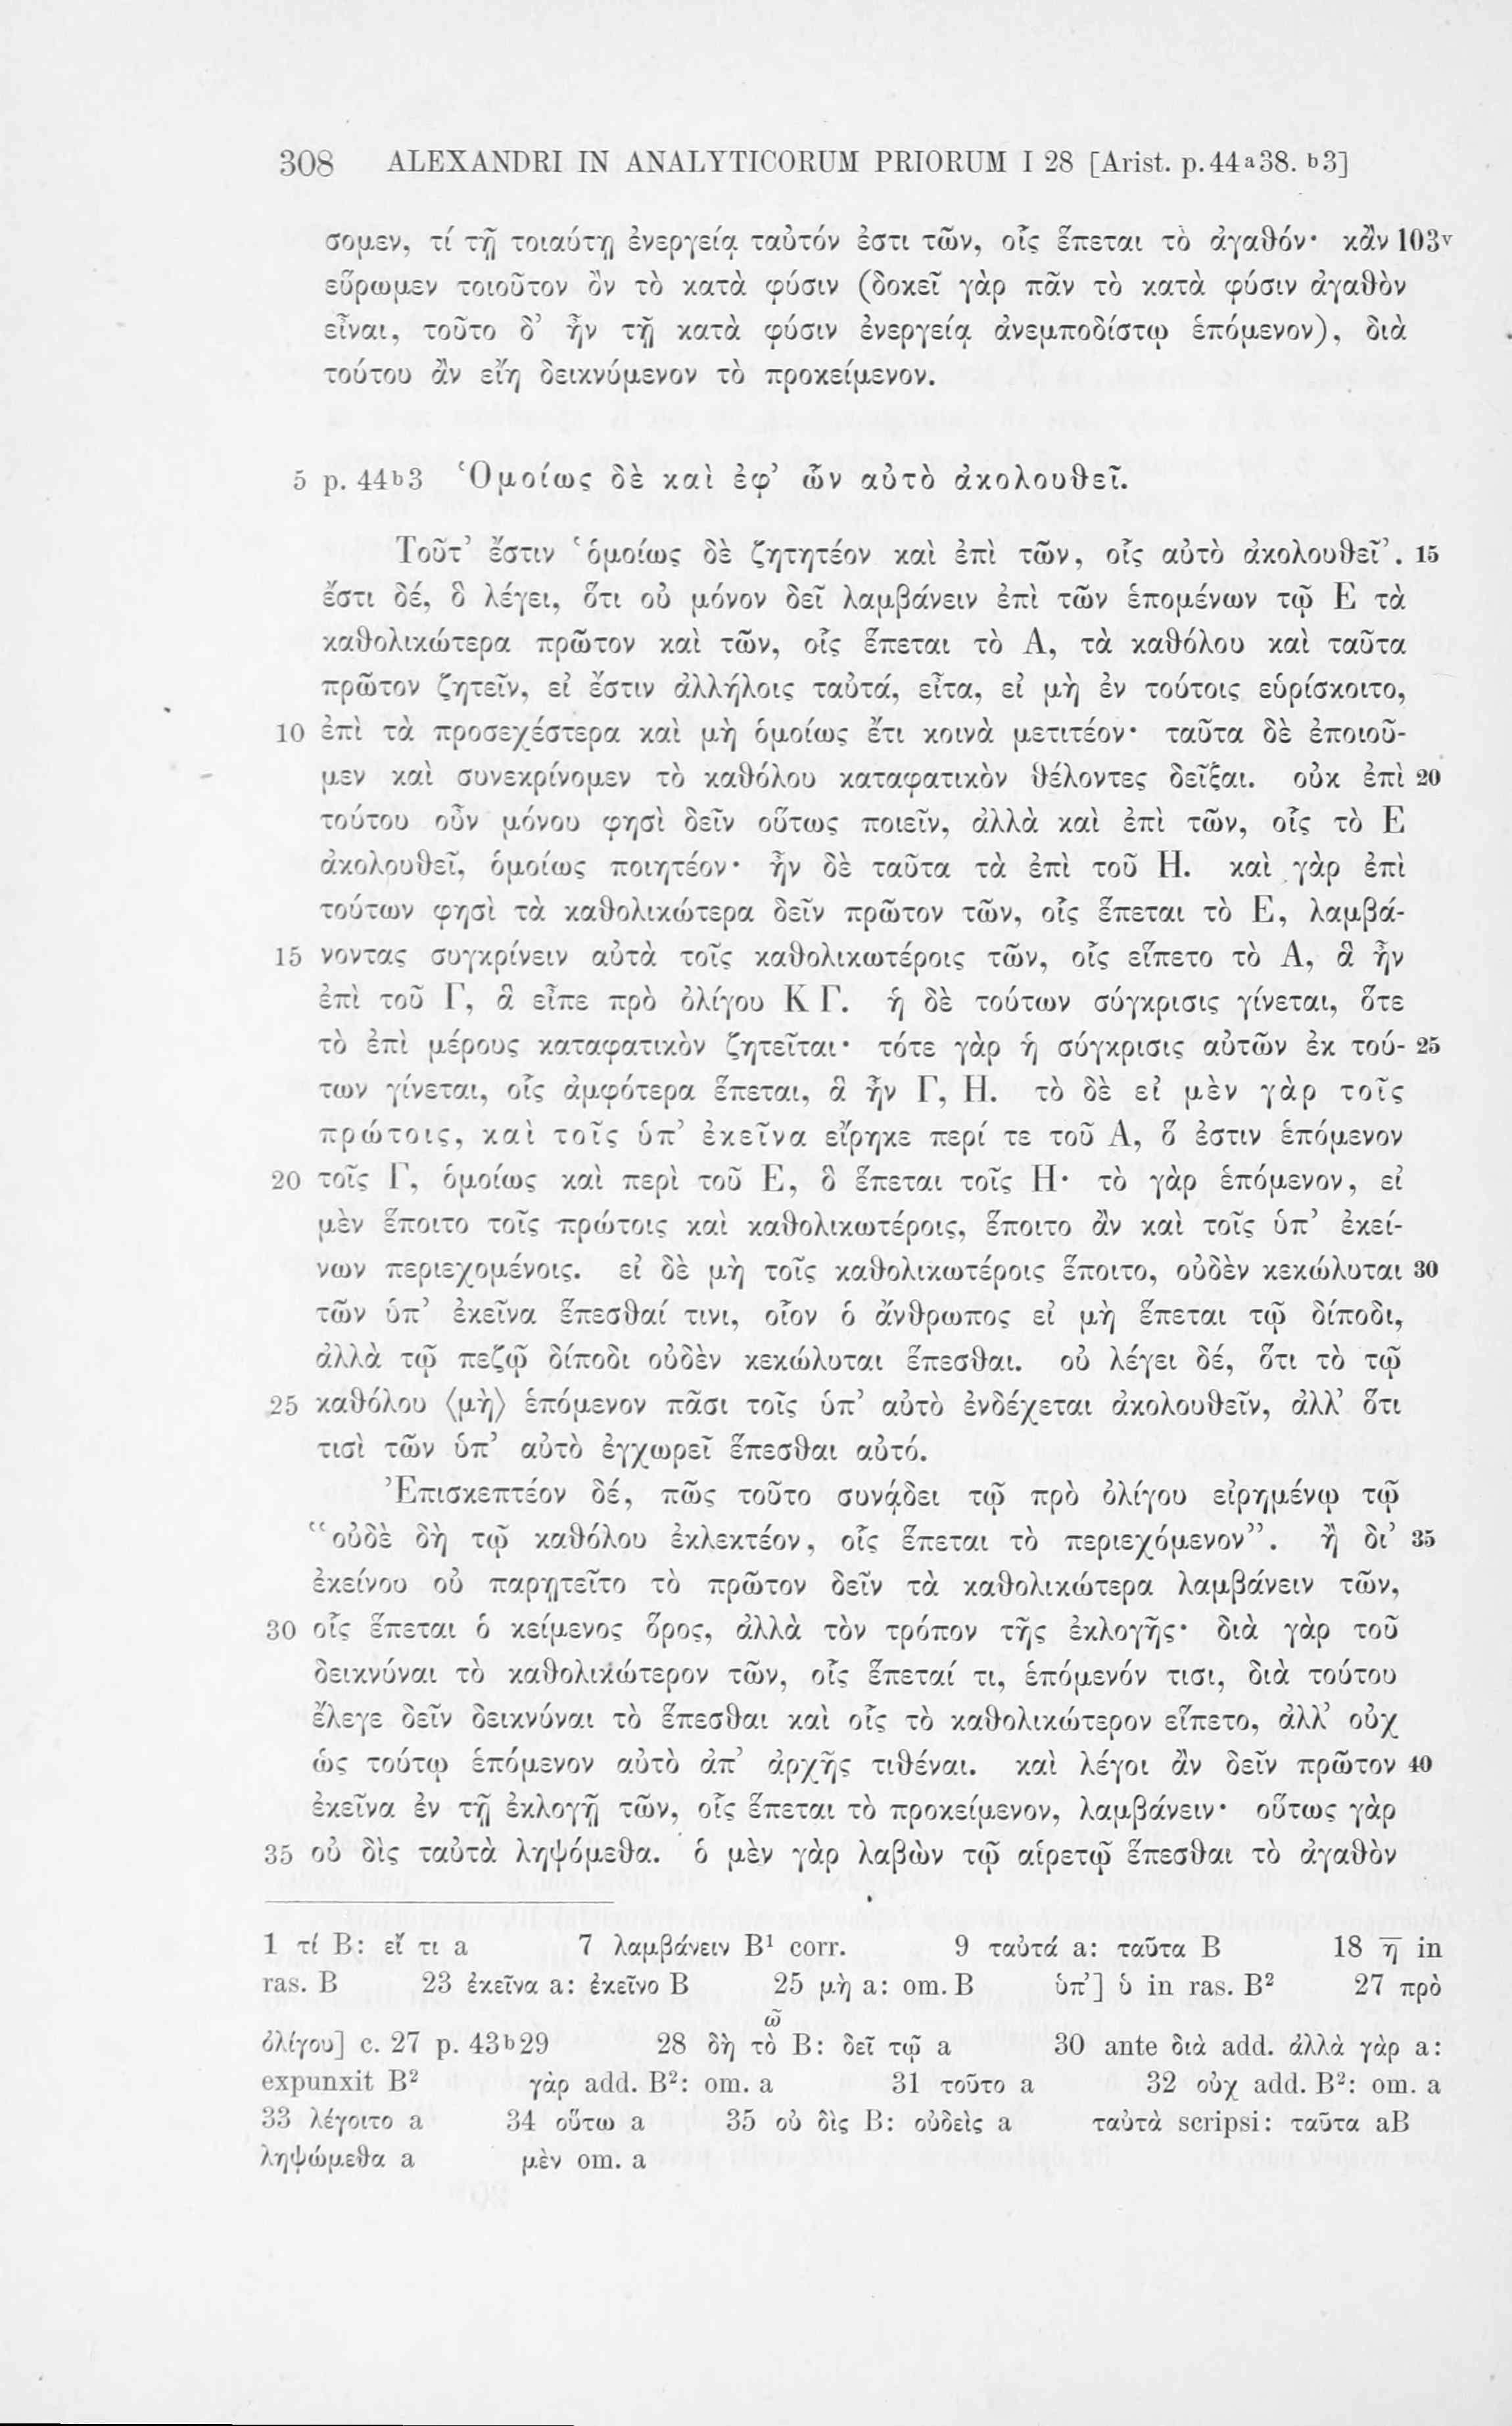 308 ALEXANDRI IN ANALYTICORUM PRIORUM I 28 [Arist. p. 44a38. b3]
σομεν, τί τῇ τοιαύτῃ ἐνεργείᾳ ταὐτόν ἐστι τῶν, οἷς ἕπεται τὸ ἀγαθόν· κἂν 103v
εὕρωμεν τοιοῦτον ὂν τὸ κατὰ φύσιν (δοκεῖ γὰρ πᾶν τὸ κατὰ φύσιν ἀγαθὸν
εἶναι, τοῦτο δ’ ἦν τῇ κατὰ φύσιν ἐνεργείᾳ ἀνεμποδίστῳ ἑπόμενον), διὰ
τούτου ἂν εἴη δεικνύμενον τὸ προκείμενον.
5 p. 44b3 Ὁμοίως δὲ καὶ ἐφ’ ὧν αὐτὸ ἀκολουθεῖ.
Τοῦτ’ ἔστιν ‘ὁμοίως δὲ ζητητέον καὶ ἐπὶ τῶν, οἷς αὐτὸ ἀκολουθεῖ’. 15
ἔστι δέ, ὃ λέγει, ὅτι οὐ μόνον δεῖ λαμβάνειν ἐπὶ τῶν ἑπομένων τῷ Ε τὰ
καθολικώτερα πρῶτον καὶ τῶν, οἷς ἕπεται τὸ Α, τὰ καθόλου καὶ ταῦτα
πρῶτον ζητεῖν, εἰ ἔστιν ἀλλήλοις ταὐτά, εἶτα, εἰ μὴ ἐν τούτοις εὑρίσκοιτο,
10 ἐπὶ τὰ προσεχέστερα καὶ μὴ ὁμοίως ἔτι κοινὰ μετιτέον· ταῦτα δὲ ἐποιοῦ-
μεν καὶ συνεκρίνομεν τὸ καθόλου καταφατικὸν θέλοντες δεῖξαι. οὐκ ἐπὶ 20
τούτου οὖν μόνου φησὶ δεῖν οὕτως ποιεῖν, ἀλλὰ καὶ ἐπὶ τῶν, οἷς τὸ Ε
ἀκολουθεῖ, ὁμοίως ποιητέον· ἦν δὲ ταῦτα τὰ ἐπὶ τοῦ Η. καὶ γὰρ ἐπὶ
τούτων φησὶ τὰ καθολικώτερα δεῖν πρῶτον τῶν, οἷς ἕπεται τὸ Ε, λαμβά-
15 νοντας συγκρίνειν αὐτὰ τοῖς καθολικωτέροις τῶν, οἷς εἵπετο τὸ Α, ἃ ἦν
ἐπὶ τοῦ Γ, ἃ εἶπε πρὸ ὀλίγου ΚΓ. ἡ δὲ τούτων σύγκρισις γίνεται, ὅτε
τὸ ἐπὶ μέρους καταφατικὸν ζητεῖται· τότε γὰρ ἡ σύγκρισις αὐτῶν ἐκ τού- 25
των γίνεται, οἷς ἀμφότερα ἕπεται, ἃ ἦν Γ, Η. τὸ δὲ εἰ μὲν γὰρ τοῖς
πρώτοις, καὶ τοῖς ὑπ’ ἐκεῖνα εἴρηκε περί τε τοῦ Α, ὅ ἐστιν ἑπόμενον
20 τοῖς Γ, ὁμοίως καὶ περὶ τοῦ Ε, ὃ ἕπεται τοῖς Η· τὸ γὰρ ἑπόμενον, εἰ
μὲν ἕποιτο τοῖς πρώτοις καὶ καθολικωτέροις, ἕποιτο ἂν καὶ τοῖς ὑπ’ ἐκεί-
νων περιεχομένοις. εἰ δὲ μὴ τοῖς καθολικωτέροις ἕποιτο, οὐδὲν κεκώλυται 30
τῶν ὑπ’ ἐκεῖνα ἕπεσθαί τινι, οἷον ὁ ἄνθρωπος εἰ μὴ ἕπεται τῷ δίποδι,
ἀλλὰ τῷ πεζῷ δίποδι οὐδὲν κεκώλυται ἕπεσθαι. οὐ λέγει δέ, ὅτι τὸ τῷ
25 καθόλου ⟨μὴ⟩ ἑπόμενον πᾶσι τοῖς ὑπ’ αὐτὸ ἐνδέχεται ἀκολουθεῖν, ἀλλ’ ὅτι
τισὶ τῶν ὑπ’ αὐτὸ ἐγχωρεῖ ἕπεσθαι αὐτό.
Ἐπισκεπτέον δέ, πῶς τοῦτο συνᾴδει τῷ πρὸ ὀλίγου εἰρημένῳ τῷ
“οὐδὲ δὴ τῷ καθόλου ἐκλεκτέον, οἷς ἕπεται τὸ περιεχόμενον”. ἢ δι’ 35
ἐκείνου οὐ παρῃτεῖτο τὸ πρῶτον δεῖν τὰ καθολικώτερα λαμβάνειν τῶν,
30 οἷς ἕπεται ὁ κείμενος ὅρος, ἀλλὰ τὸν τρόπον τῆς ἐκλογῆς· διὰ γὰρ τοῦ
δεικνύναι τὸ καθολικώτερον τῶν, οἷς ἕπεταί τι, ἑπόμενόν τισι, διὰ τούτου
ἔλεγε δεῖν δεικνύναι τὸ ἕπεσθαι καὶ οἷς τὸ καθολικώτερον εἵπετο, ἀλλ’ οὐχ
ὡς τούτῳ ἑπόμενον αὐτὸ ἀπ’ ἀρχῆς τιθέναι. καὶ λέγοι ἂν δεῖν πρῶτον 40
ἐκεῖνα ἐν τῇ ἐκλογῇ τῶν, οἷς ἕπεται τὸ προκείμενον, λαμβάνειν· οὕτως γὰρ
35 οὐ δὶς ταὐτὰ ληψόμεθα. ὁ μὲν γὰρ λαβὼν τῷ αἱρετῷ ἕπεσθαι τὸ ἀγαθὸν
1 τί B: εἴ τι a 7 λαμβάνειν B¹ corr. 9 ταὐτά a: ταῦτα B 18 η̅ in
ras. B 23 ἐκεῖνα a: ἐκεῖνο B 25 μὴ a: om. B ὑπ’] ὑ in ras. B² 27 πρὸ
ὀλίγου] c. 27 p. 43b29 28 δὴ τὸ ῶ B: δεῖ τῷ a 30 ante διὰ add. ἀλλὰ γὰρ a:
expunxit B² γὰρ add. B²: om. a 31 τοῦτο a 32 οὐχ add. B²: om. a
33 λέγοιτο a 34 οὕτω a 35 οὐ δὶς B: οὐδεὶς a ταὐτὰ scripsi: ταῦτα aB
ληψώμεθα a μὲν om. a